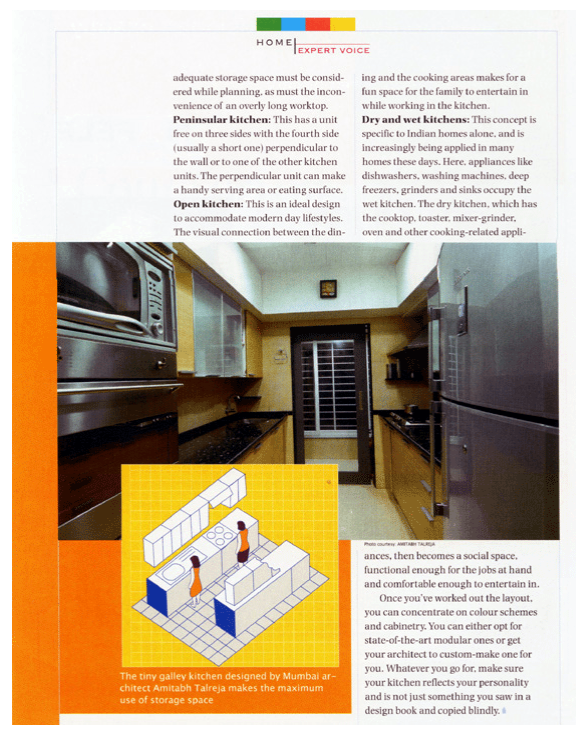 HOME
EXPERT VOICE
adequate storage space must be consid-
ered while planning, as must the incon-
venience of an overly long worktop.
Peninsular kitchen: This has a unit
free on three sides with the fourth side
(usually a short one) perpendicular to
the wall or to one of the other kitchen
units. The perpendicular unit can make
a handy serving area or eating surface.
Open kitchen: This is an ideal design
to accommodate modern day lifestyles.
The visual connection between the din-
ing and the cooking areas makes for a
fun space for the family to entertain in
while working in the kitchen.
Dry and wet kitchens: This concept is
specific to Indian homes alone, and is
increasingly being applied in many
homes these days. Here, appliances like
dishwashers, washing machines, deep
freezers, grinders and sinks occupy the
wet kitchen. The dry kitchen, which has
the cooktop, toaster, mixer-grinder,
oven and other cooking-related appli-
Photo courtesy: AMITABH TALREJA
ances, then becomes a social space,
functional enough for the jobs at hand
and comfortable enough to entertain in.
Once you've worked out the layout,
you can concentrate on colour schemes
and cabinetry. You can either opt for
state-of-the-art modular ones or get
your architect to custom-make one for
you. Whatever you go for, make sure
your kitchen reflects your personality
and is not just something you saw in a
design book and copied blindly.
The tiny galley kitchen designed by Mumbai ar-
chitect Amitabh Talreja makes the maximum
use of storage space